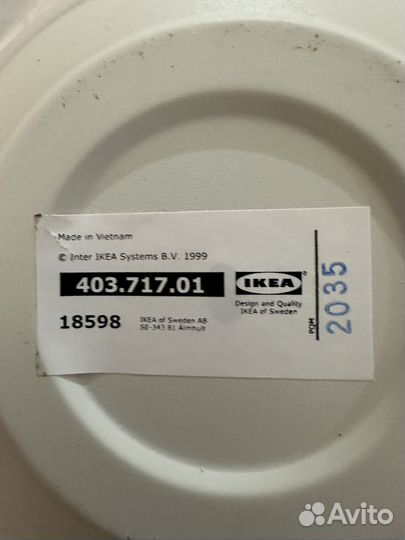 Made in Vietnam
© Inter IKEA Systems B.V. 1999
403.717.01
18598
IKEA of Sweden AB
SE-343 81 Älmhult
IKEA®
Design and Quality
IKEA of Sweden
PQM
2035
Avito